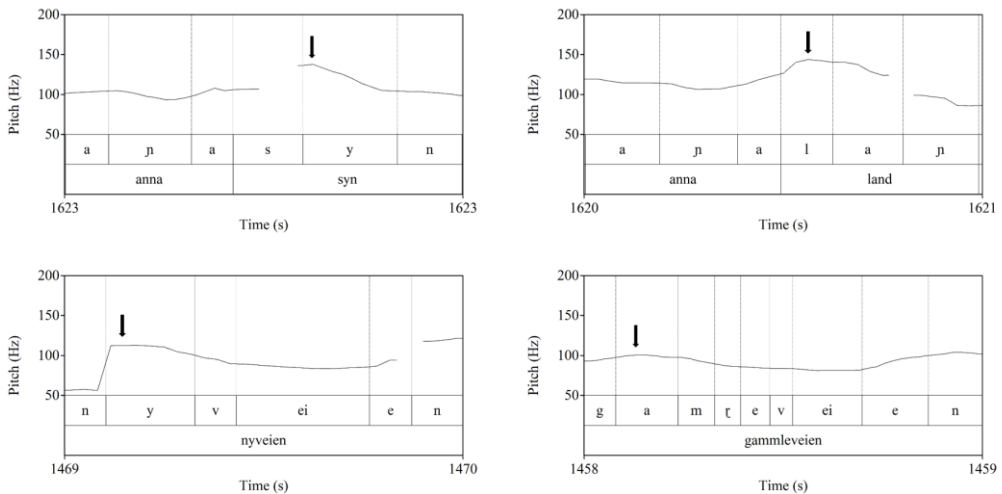 200
150
100
50
Pitch (Hz)
a ɲ a s y n
anna syn
1623 1623
Time (s)
200
150
100
50
Pitch (Hz)
a ɲ a l a ɲ
anna land
1620 1621
Time (s)
200
150
100
50
Pitch (Hz)
n y v ei e n
nyveien
1469 1470
Time (s)
200
150
100
50
Pitch (Hz)
g a m ɽ e v ei e n
gammleveien
1458 1459
Time (s)